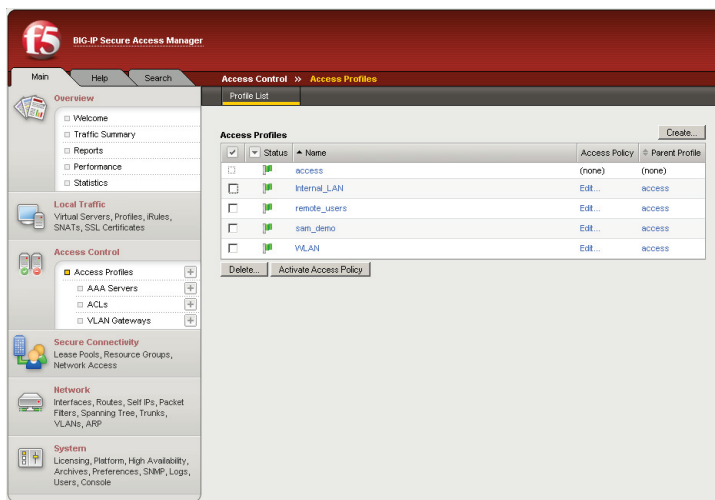 f5
BIG-IP Secure Access Manager
Main
Help
Search
Access Control » Access Profiles
Profile List
Overview
Welcome
Traffic Summary
Reports
Performance
Statistics
Local Traffic
Virtual Servers, Profiles, iRules,
SNATs, SSL Certificates
Access Control
Access Profiles
AAA Servers
ACLs
VLAN Gateways
Secure Connectivity
Lease Pools, Resource Groups,
Network Access
Network
Interfaces, Routes, Self IPs, Packet
Filters, Spanning Tree, Trunks,
VLANs, ARP
System
Licensing, Platform, High Availability,
Archives, Preferences, SNMP, Logs,
Users, Console
Access Profiles
Create...
Status Name Access Policy Parent Profile
access (none) (none)
Internal_LAN Edit... access
remote_users Edit... access
sam_demo Edit... access
WLAN Edit... access
Delete... Activate Access Policy